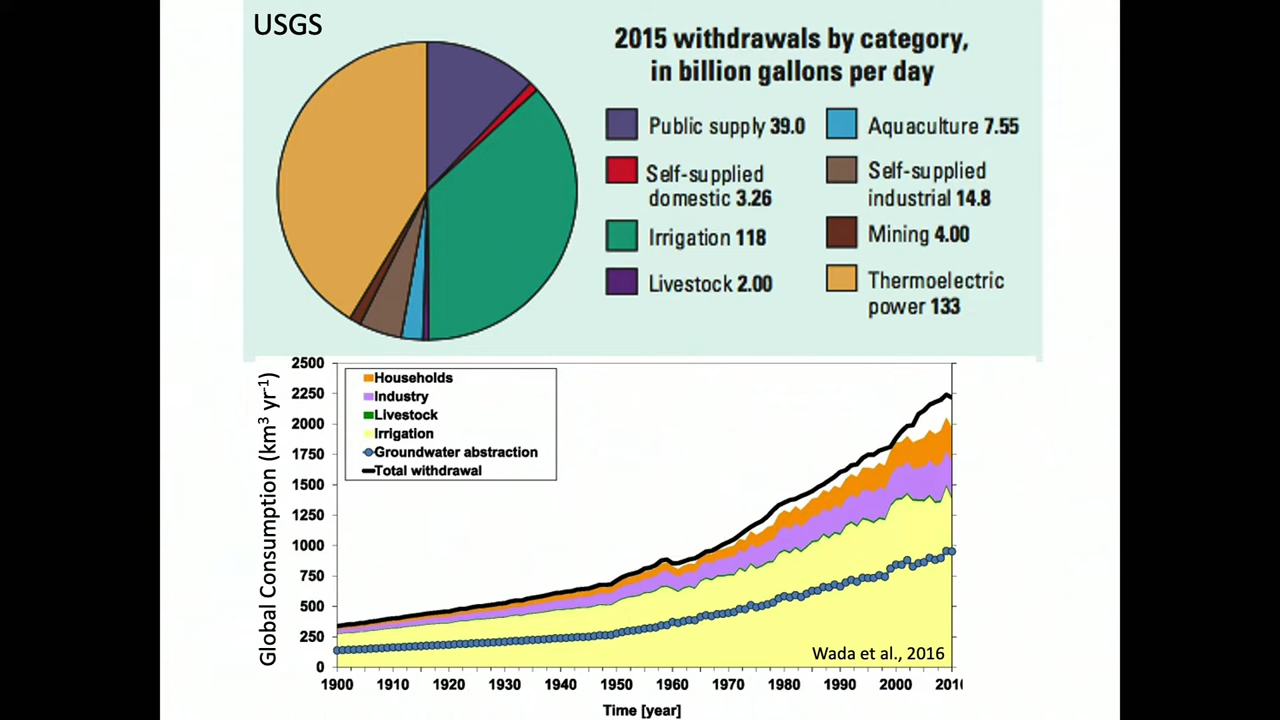 USGS
2015 withdrawals by category,
in billion gallons per day
Public supply 39.0
Aquaculture 7.55
Self-supplied
domestic 3.26
Self-supplied
industrial 14.8
Irrigation 118
Mining 4.00
Livestock 2.00
Thermoelectric
power 133
Global Consumption (km³ yr⁻¹)
2500
2250
2000
1750
1500
1250
1000
750
500
250
0
Households
Industry
Livestock
Irrigation
Groundwater abstraction
Total withdrawal
Wada et al., 2016
1900 1910 1920 1930 1940 1950 1960 1970 1980 1990 2000 2010
Time [year]